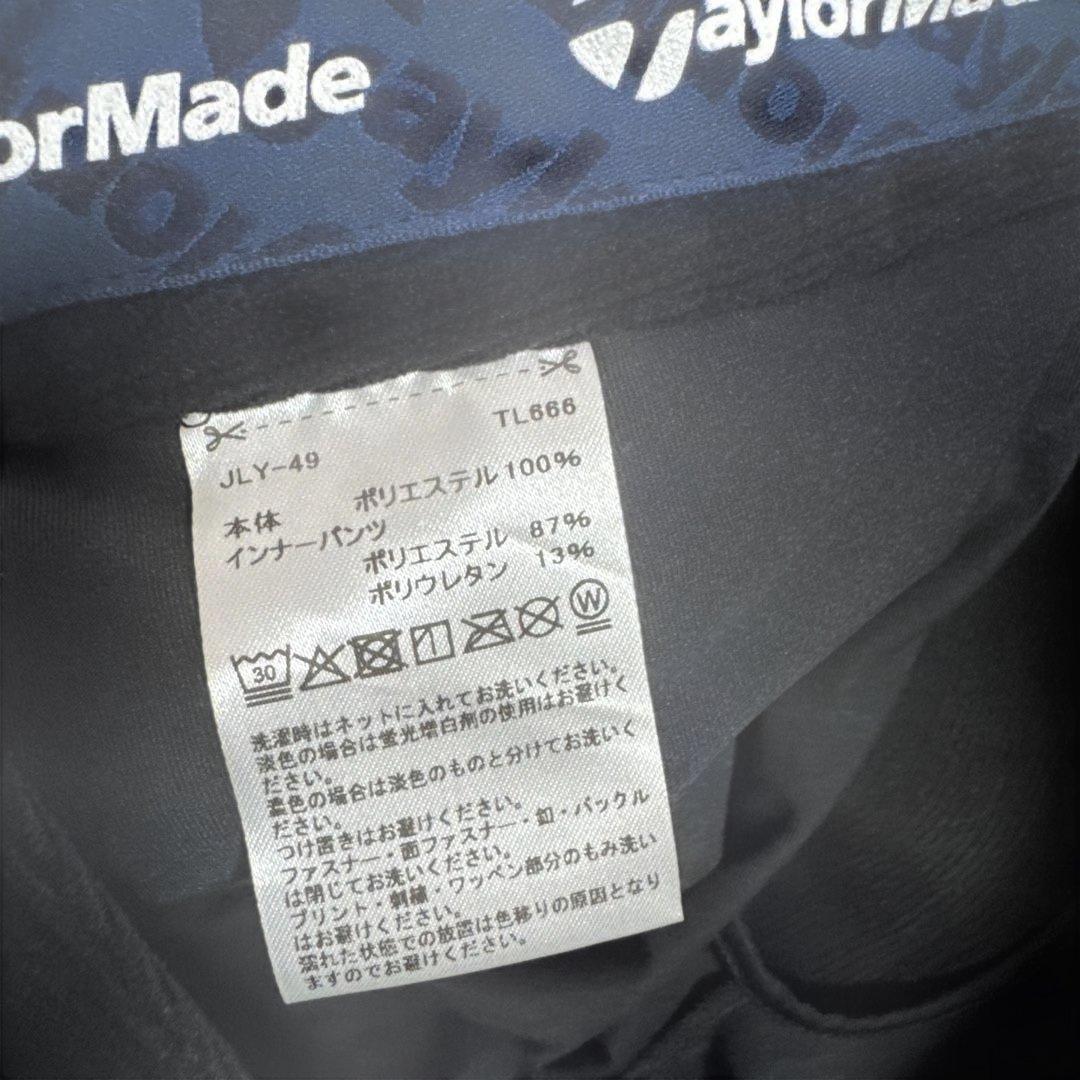 orMade
TaylorMad
TL666
JLY-49
ポリエステル 100%
本体
インナーパンツ
ポリエステル 87%
ポリウレタン 13%
30
W
洗濯時はネットに入れてお洗いください。
淡色の場合は蛍光増白剤の使用はお避けく
ださい。
濃色の場合は淡色のものと分けてお洗いく
ださい。
つけ置きはお避けください。
ファスナー・面ファスナー・釦・バックル
は閉じてお洗いください。
プリント・刺繍・ワッペン部分のもみ洗い
はお避けください。
濡れた状態での放置は色移りの原因となり
ますのでお避けください。